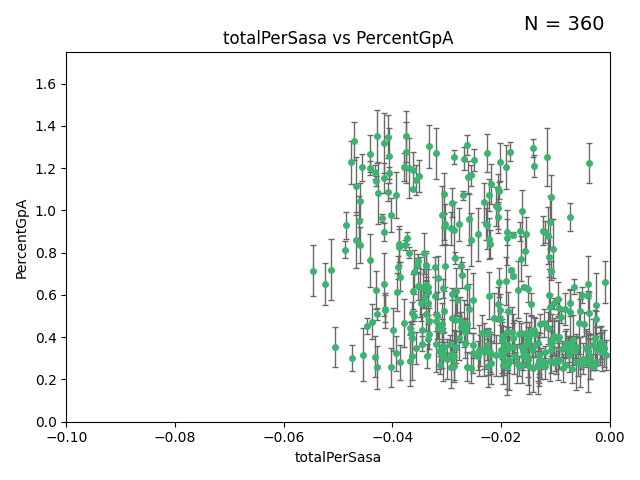 N = 360
totalPerSasa vs PercentGpA
PercentGpA
1.6
1.4
1.2
1.0
0.8
0.6
0.4
0.2
0.0
−0.10 −0.08 −0.06 −0.04 −0.02 0.00
totalPerSasa